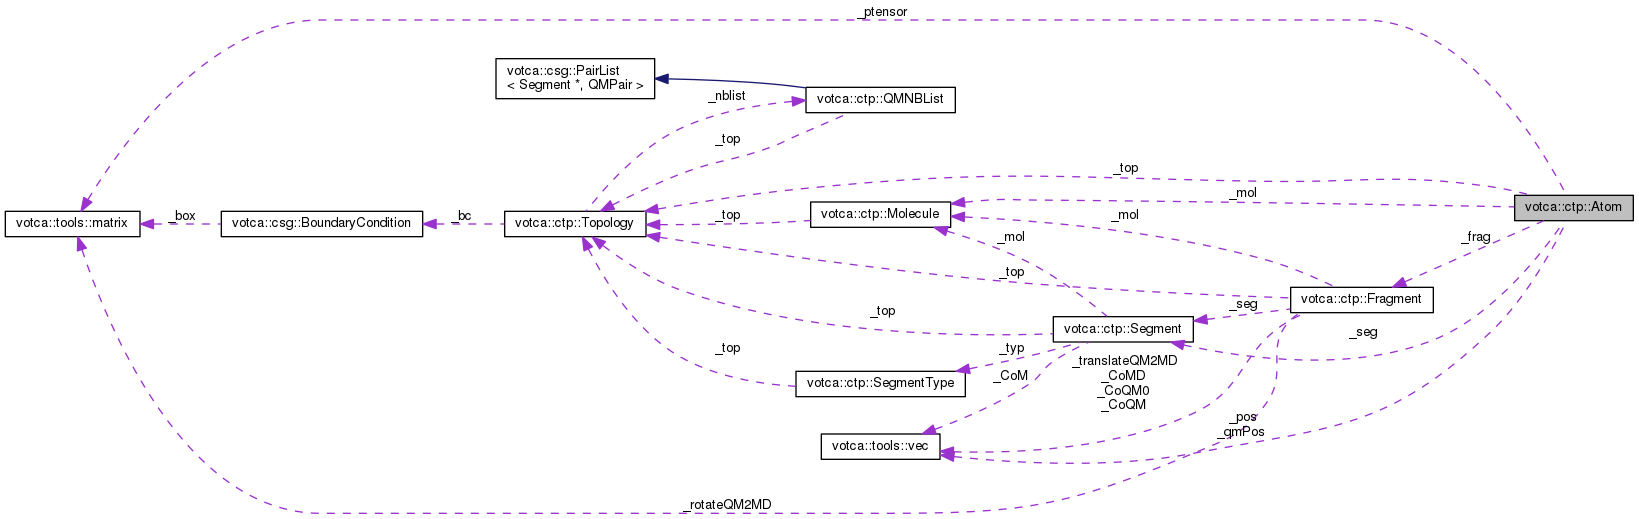 _ptensor
votca::csg::PairList
< Segment *, QMPair >
_nblist
votca::ctp::QMNBList
_top
_top
_mol
votca::ctp::Atom
votca::tools::matrix
_box
votca::csg::BoundaryCondition
_bc
votca::ctp::Topology
_top
votca::ctp::Molecule
_mol
_mol
_frag
_top
votca::ctp::Fragment
_seg
_top
votca::ctp::Segment
_seg
_top
_typ
_translateQM2MD
_CoMD
_CoQM0
_CoQM
_CoM
votca::ctp::SegmentType
_pos
_qmPos
votca::tools::vec
_rotateQM2MD